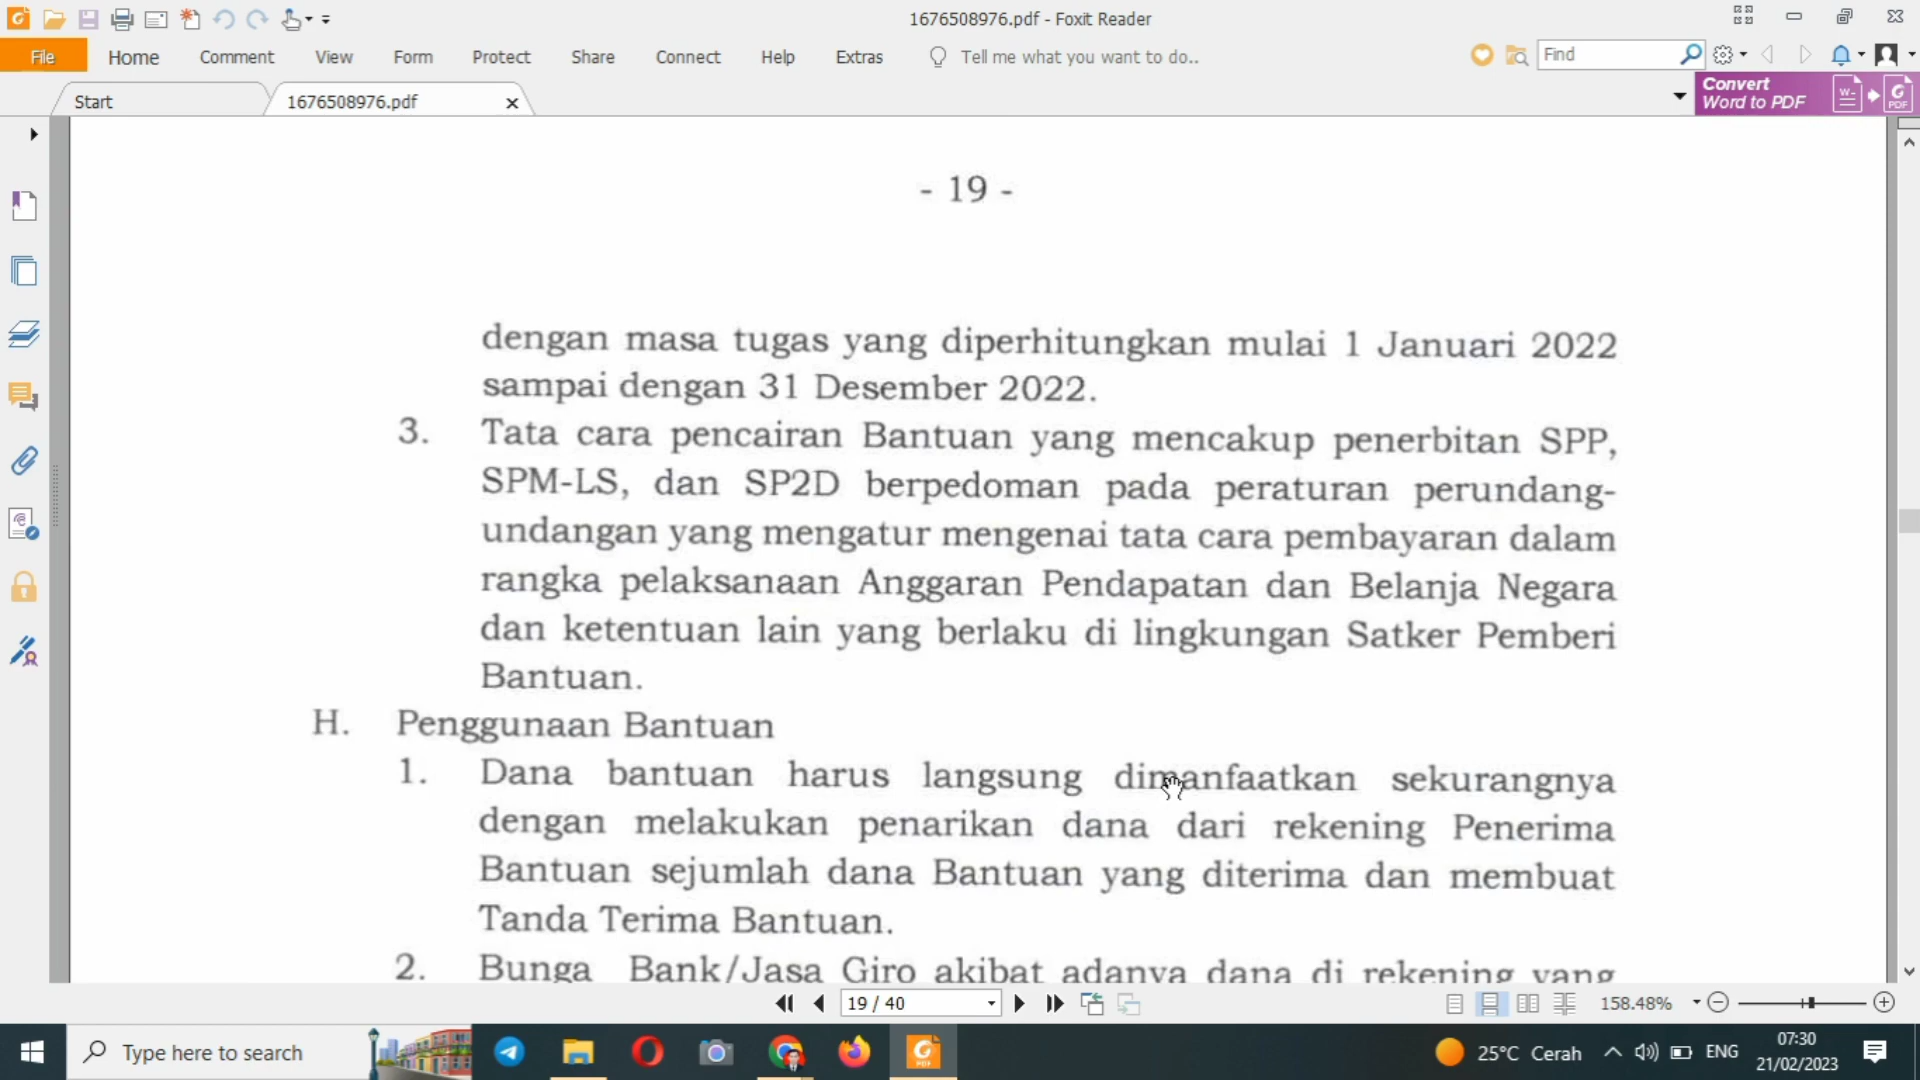 1676508976.pdf - Foxit Reader
File Home Comment View Form Protect Share Connect Help Extras Tell me what you want to do.. Find
Start 1676508976.pdf
Convert
Word to PDF
- 19 -
dengan masa tugas yang diperhitungkan mulai 1 Januari 2022
sampai dengan 31 Desember 2022.
3. Tata cara pencairan Bantuan yang mencakup penerbitan SPP,
SPM-LS, dan SP2D berpedoman pada peraturan perundang-
undangan yang mengatur mengenai tata cara pembayaran dalam
rangka pelaksanaan Anggaran Pendapatan dan Belanja Negara
dan ketentuan lain yang berlaku di lingkungan Satker Pemberi
Bantuan.
H. Penggunaan Bantuan
1. Dana bantuan harus langsung dimanfaatkan sekurangnya
dengan melakukan penarikan dana dari rekening Penerima
Bantuan sejumlah dana Bantuan yang diterima dan membuat
Tanda Terima Bantuan.
2. Bunga Bank/Jasa Giro akibat adanya dana di rekening yang
19 / 40 158.48%
Type here to search 25°C Cerah ENG 07:30
21/02/2023